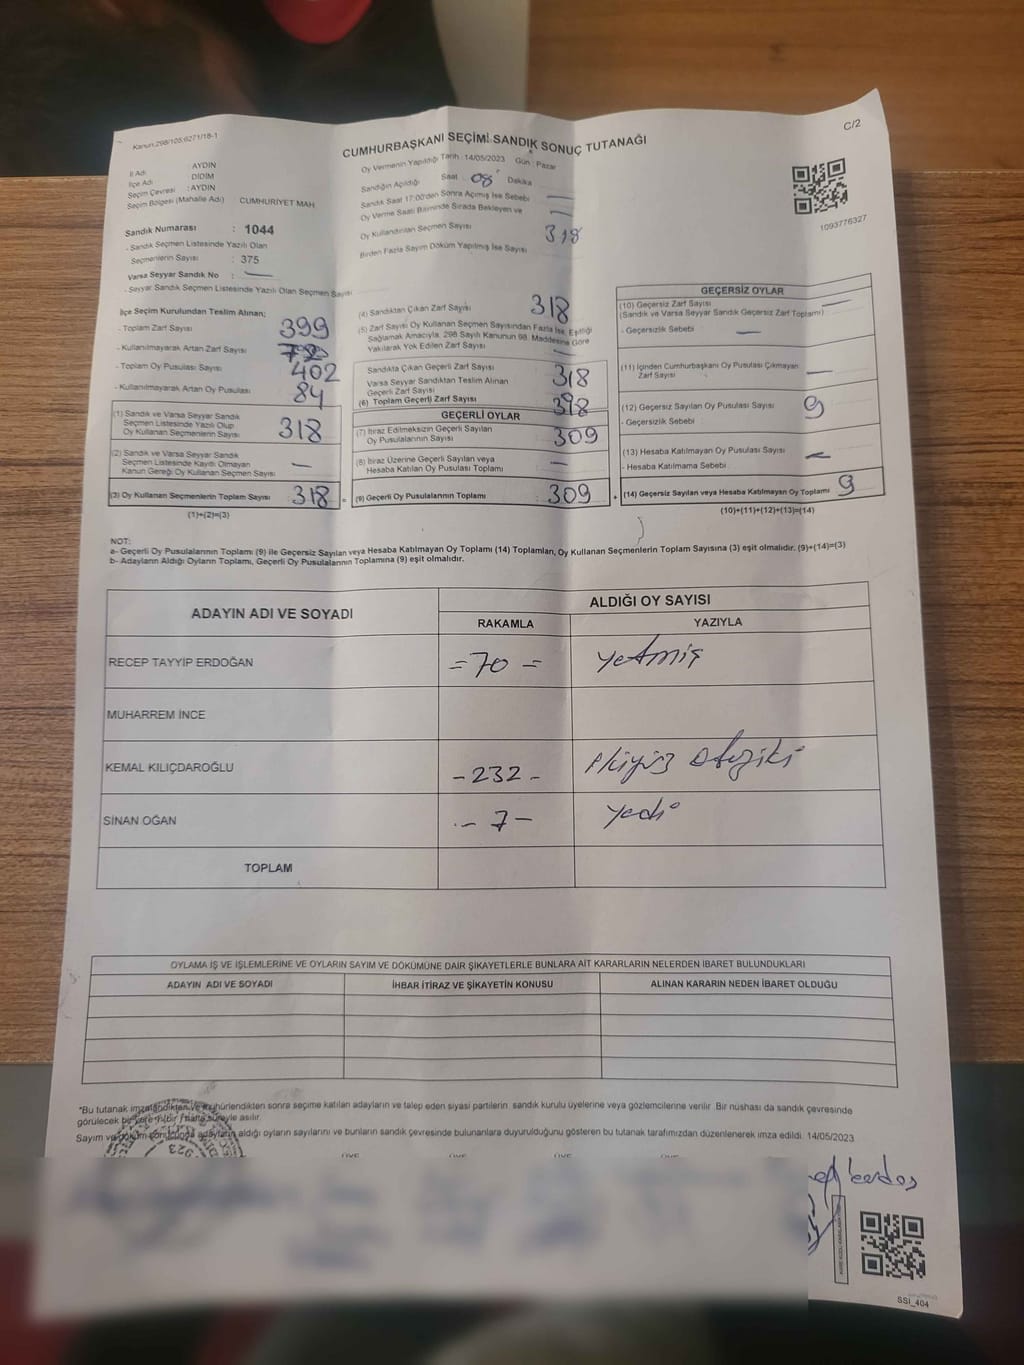 Kanun:298/105;6271/18-1
C/2
CUMHURBAŞKANI SEÇİMİ SANDIK SONUÇ TUTANAĞI
İl Adı : AYDIN
İlçe Adı : DİDİM
Seçim Çevresi : AYDIN
Seçim Bölgesi (Mahalle Adı) CUMHURİYET MAH.
Sandık Numarası : 1044
- Sandık Seçmen Listesinde Yazılı Olan
Seçmenlerin Sayısı : 375
Varsa Seyyar Sandık No : —
- Seyyar Sandık Seçmen Listesinde Yazılı Olan Seçmen Sayısı
Oy Vermenin Yapıldığı Tarih : 14/05/2023 Gün : Pazar
Sandığın Açıldığı Saat 08 Dakika
Sandık Saat 17:00'den Sonra Açılmış İse Sebebi —
Oy Verme Saati Bitiminde Sırada Bekleyen ve —
Oy Kullandırılan Seçmen Sayısı 318
Birden Fazla Sayım Döküm Yapılmış İse Sayısı
1093776327
İlçe Seçim Kurulundan Teslim Alınan;
- Toplam Zarf Sayısı 399
- Kullanılmayarak Artan Zarf Sayısı
- Toplam Oy Pusulası Sayısı 402
- Kullanılmayarak Artan Oy Pusulası 84
(1) Sandık ve Varsa Seyyar Sandık
Seçmen Listesinde Yazılı Olup
Oy Kullanan Seçmenlerin Sayısı 318
(2) Sandık ve Varsa Seyyar Sandık
Seçmen Listesinde Kayıtlı Olmayan
Kanun Gereği Oy Kullanan Seçmen Sayısı —
(3) Oy Kullanan Seçmenlerin Toplam Sayısı 318
(1)+(2)=(3)
(4) Sandıktan Çıkan Zarf Sayısı 318
(5) Zarf Sayısı Oy Kullanan Seçmen Sayısından Fazla İse, Eşitliği
Sağlamak Amacıyla, 298 Sayılı Kanunun 98. Maddesine Göre
Yakılarak Yok Edilen Zarf Sayısı —
Sandıkta Çıkan Geçerli Zarf Sayısı 318
Varsa Seyyar Sandıktan Teslim Alınan
Geçerli Zarf Sayısı
(6) Toplam Geçerli Zarf Sayısı 318
GEÇERLİ OYLAR
(7) İtiraz Edilmeksizin Geçerli Sayılan
Oy Pusulalarının Sayısı 309
(8) İtiraz Üzerine Geçerli Sayılan veya
Hesaba Katılan Oy Pusulası Toplamı —
= (9) Geçerli Oy Pusulalarının Toplamı 309
GEÇERSİZ OYLAR
(10) Geçersiz Zarf Sayısı —
(Sandık ve Varsa Seyyar Sandık Geçersiz Zarf Toplamı)
- Geçersizlik Sebebi —
(11) İçinden Cumhurbaşkanı Oy Pusulası Çıkmayan
Zarf Sayısı —
(12) Geçersiz Sayılan Oy Pusulası Sayısı 9
- Geçersizlik Sebebi
(13) Hesaba Katılmayan Oy Pusulası Sayısı —
- Hesaba Katılmama Sebebi
+ (14) Geçersiz Sayılan veya Hesaba Katılmayan Oy Toplamı 9
(10)+(11)+(12)+(13)=(14)
NOT:
a- Geçerli Oy Pusulalarının Toplamı (9) ile Geçersiz Sayılan veya Hesaba Katılmayan Oy Toplamı (14) Toplamları, Oy Kullanan Seçmenlerin Toplam Sayısına (3) eşit olmalıdır. (9)+(14)=(3)
b- Adayların Aldığı Oyların Toplamı, Geçerli Oy Pusulalarının Toplamına (9) eşit olmalıdır.
ADAYIN ADI VE SOYADI
ALDIĞI OY SAYISI
RAKAMLA YAZIYLA
RECEP TAYYİP ERDOĞAN = 70 = Yetmiş
MUHARREM İNCE
KEMAL KILIÇDAROĞLU - 232 - İkiyüz otuziki
SİNAN OĞAN - 7 - Yedi
TOPLAM
OYLAMA İŞ VE İŞLEMLERİNE VE OYLARIN SAYIM VE DÖKÜMÜNE DAİR ŞİKAYETLERLE BUNLARA AİT KARARLARIN NELERDEN İBARET BULUNDUKLARI
ADAYIN ADI VE SOYADI İHBAR İTİRAZ VE ŞİKAYETİN KONUSU ALINAN KARARIN NEDEN İBARET OLDUĞU
*Bu tutanak imzalandıktan ve mühürlendikten sonra seçime katılan adayların ve talep eden siyasi partilerin sandık kurulu üyelerine veya gözlemcilerine verilir. Bir nüshası da sandık çevresinde
görülecek bir yere 1 (bir) hafta süreyle asılır.
Sayım ve döküm sonucunda adayların aldığı oyların sayılarını ve bunların sandık çevresinde bulunanlara duyurulduğunu gösteren bu tutanak tarafımızdan düzenlenerek imza edildi. 14/05/2023
ÜYE ÜYE ÜYE ÜYE
SSI_404